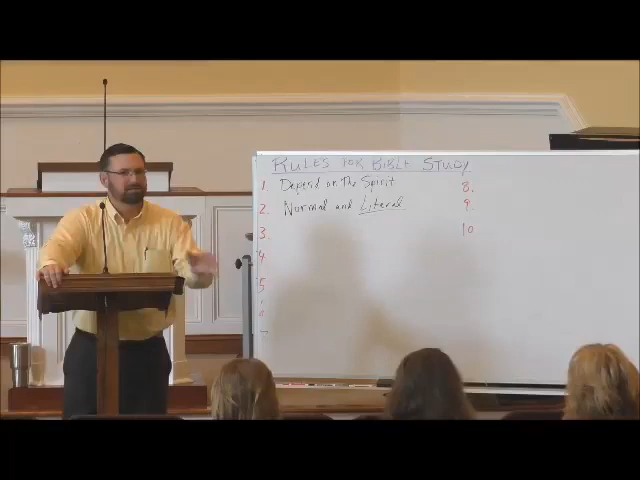 RULES FOR BIBLE STUDY
1. Depend on The Spirit
2. Normal and Literal
3.
4.
5
8.
9.
10